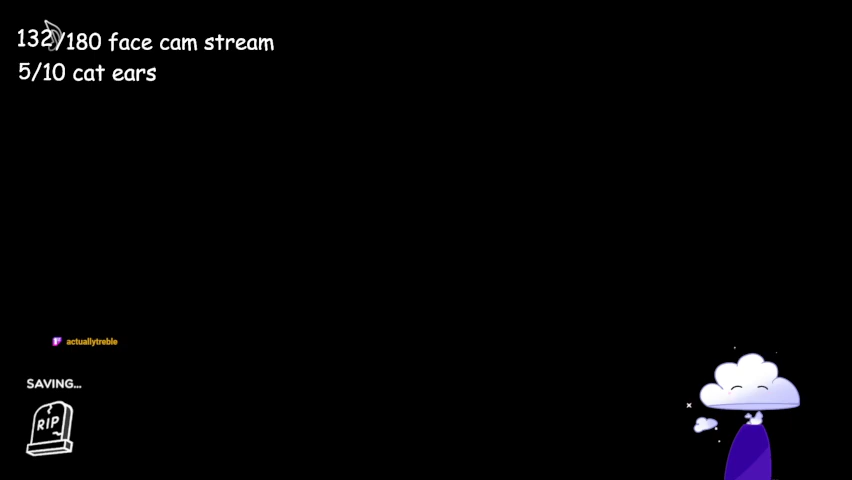 132/180 face cam stream
5/10 cat ears
actuallytreble
SAVING...
RIP